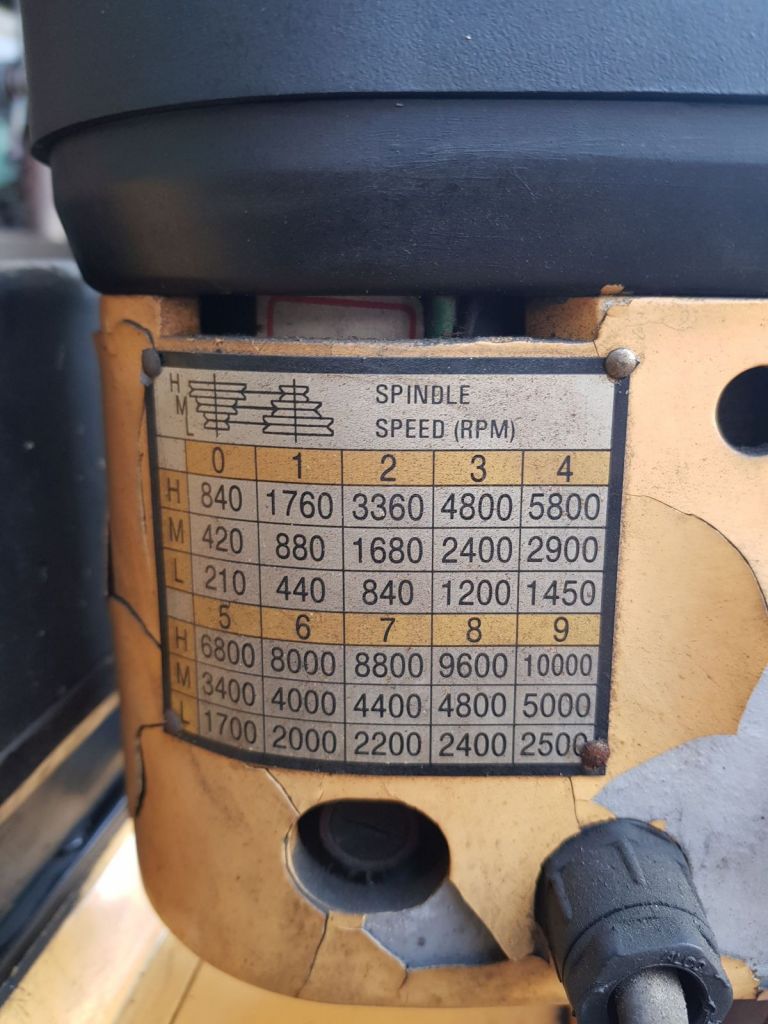 H
M
L
SPINDLE
SPEED (RPM)
0 1 2 3 4
H 840 1760 3360 4800 5800
M 420 880 1680 2400 2900
L 210 440 840 1200 1450
5 6 7 8 9
H 6800 8000 8800 9600 10000
M 3400 4000 4400 4800 5000
L 1700 2000 2200 2400 2500